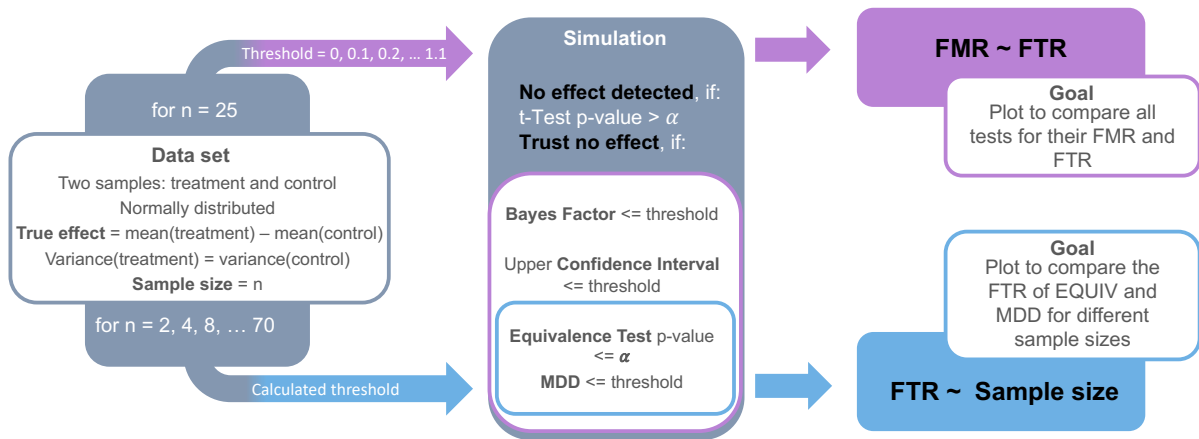 Threshold = 0, 0.1, 0.2, ... 1.1
for n = 25
Data set
Two samples: treatment and control
Normally distributed
True effect = mean(treatment) – mean(control)
Variance(treatment) = variance(control)
Sample size = n
for n = 2, 4, 8, ... 70
Calculated threshold
Simulation
No effect detected, if:
t-Test p-value > α
Trust no effect, if:
Bayes Factor <= threshold
Upper Confidence Interval
<= threshold
Equivalence Test p-value
<= α
MDD <= threshold
FMR ~ FTR
Goal
Plot to compare all
tests for their FMR and
FTR
Goal
Plot to compare the
FTR of EQUIV and
MDD for different
sample sizes
FTR ~ Sample size